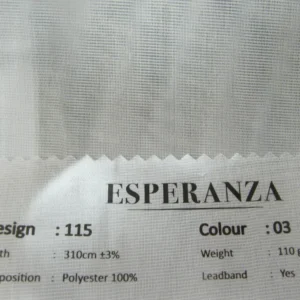 ESPERANZA
esign : 115 Colour : 03
th : 310cm ±3% Weight : 110 g
position : Polyester 100% Leadband : Yes